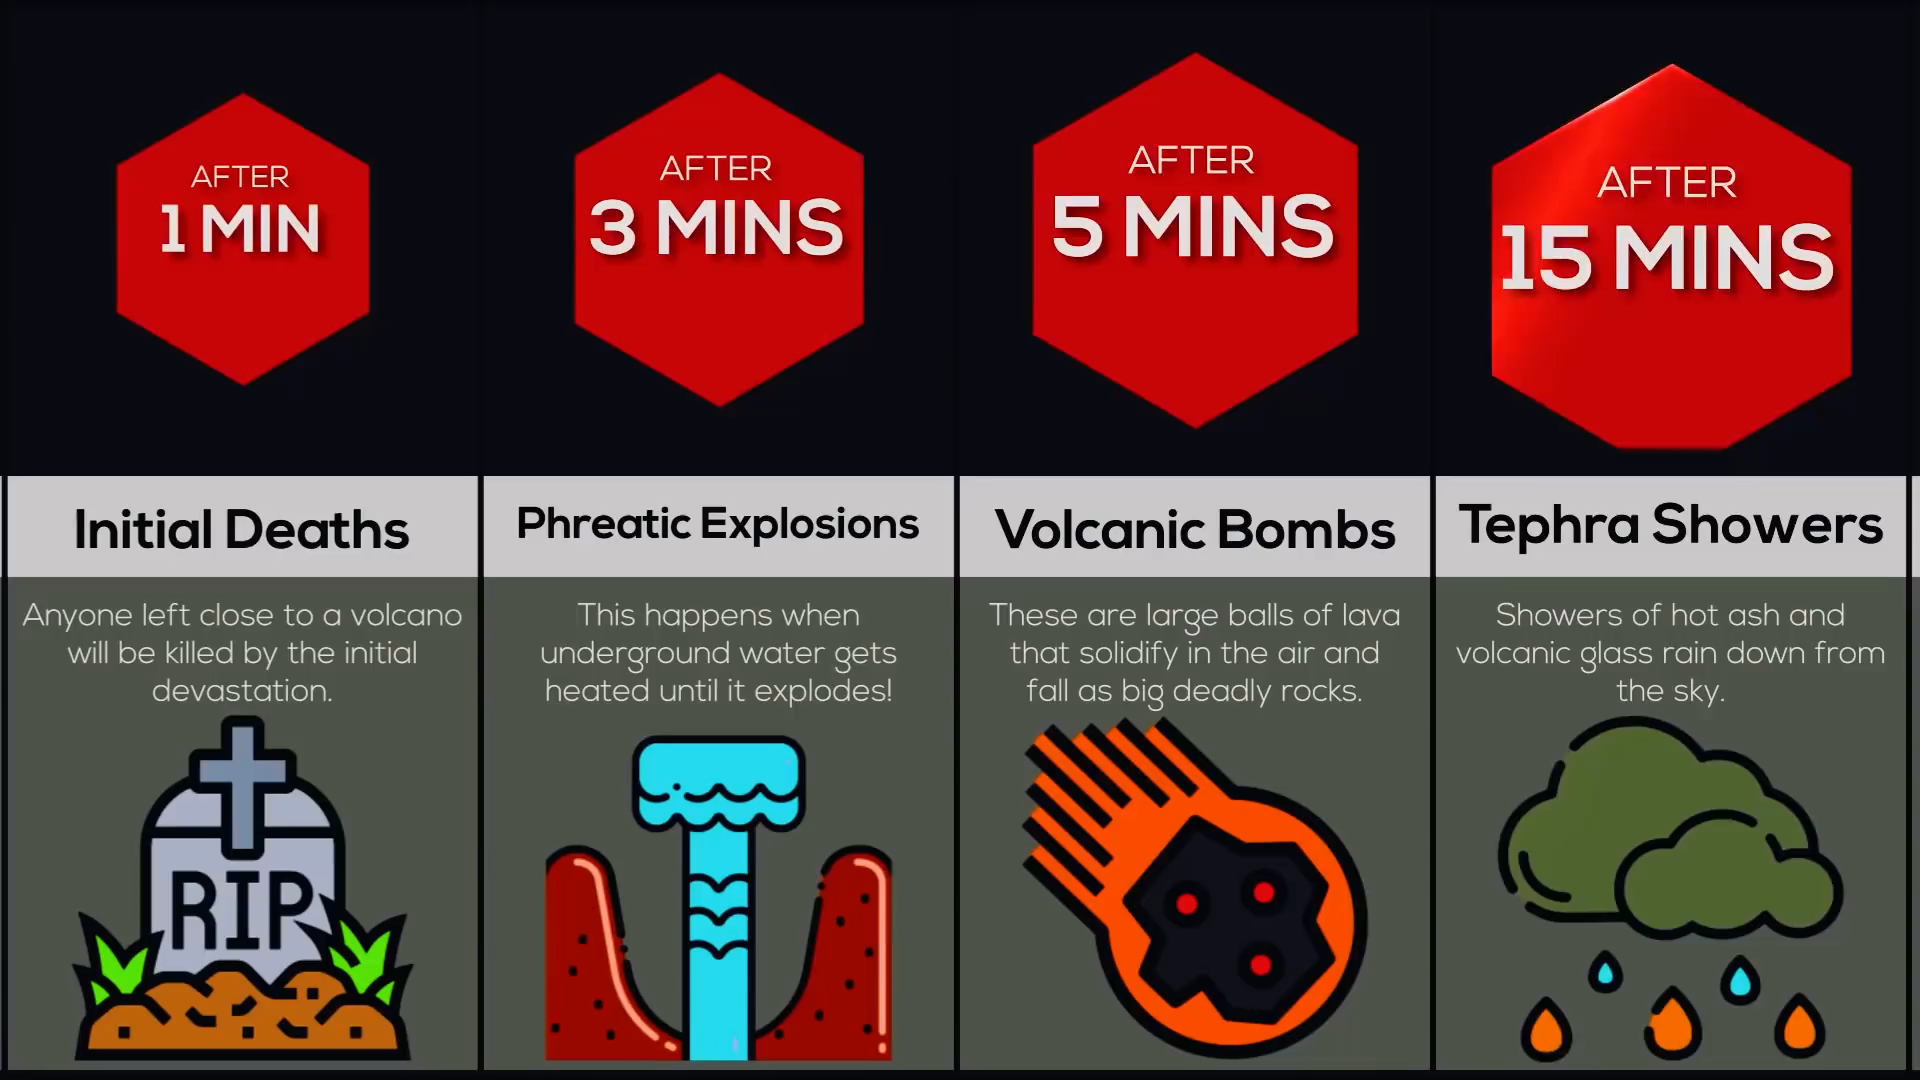 AFTER
1 MIN
Initial Deaths
Anyone left close to a volcano
will be killed by the initial
devastation.
RIP
AFTER
3 MINS
Phreatic Explosions
This happens when
underground water gets
heated until it explodes!
AFTER
5 MINS
Volcanic Bombs
These are large balls of lava
that solidify in the air and
fall as big deadly rocks.
AFTER
15 MINS
Tephra Showers
Showers of hot ash and
volcanic glass rain down from
the sky.